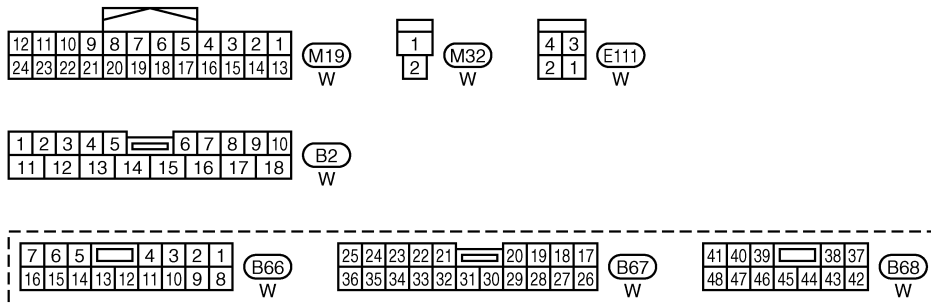 12 11 10 9 8 7 6 5 4 3 2 1
24 23 22 21 20 19 18 17 16 15 14 13
M19
W
1
2
M32
W
4 3
2 1
E111
W
1 2 3 4 5 6 7 8 9 10
11 12 13 14 15 16 17 18
B2
W
7 6 5 4 3 2 1
16 15 14 13 12 11 10 9 8
B66
W
25 24 23 22 21 20 19 18 17
36 35 34 33 32 31 30 29 28 27 26
B67
W
41 40 39 38 37
48 47 46 45 44 43 42
B68
W